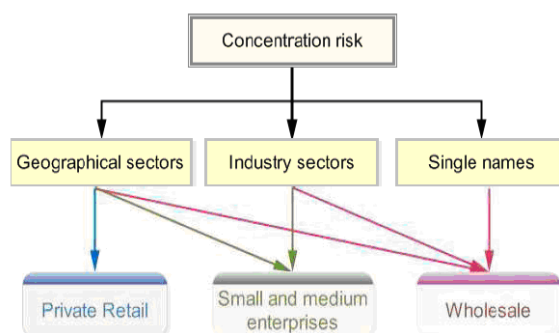 Concentration risk
Geographical sectors
Industry sectors
Single names
Private Retail
Small and medium
enterprises
Wholesale